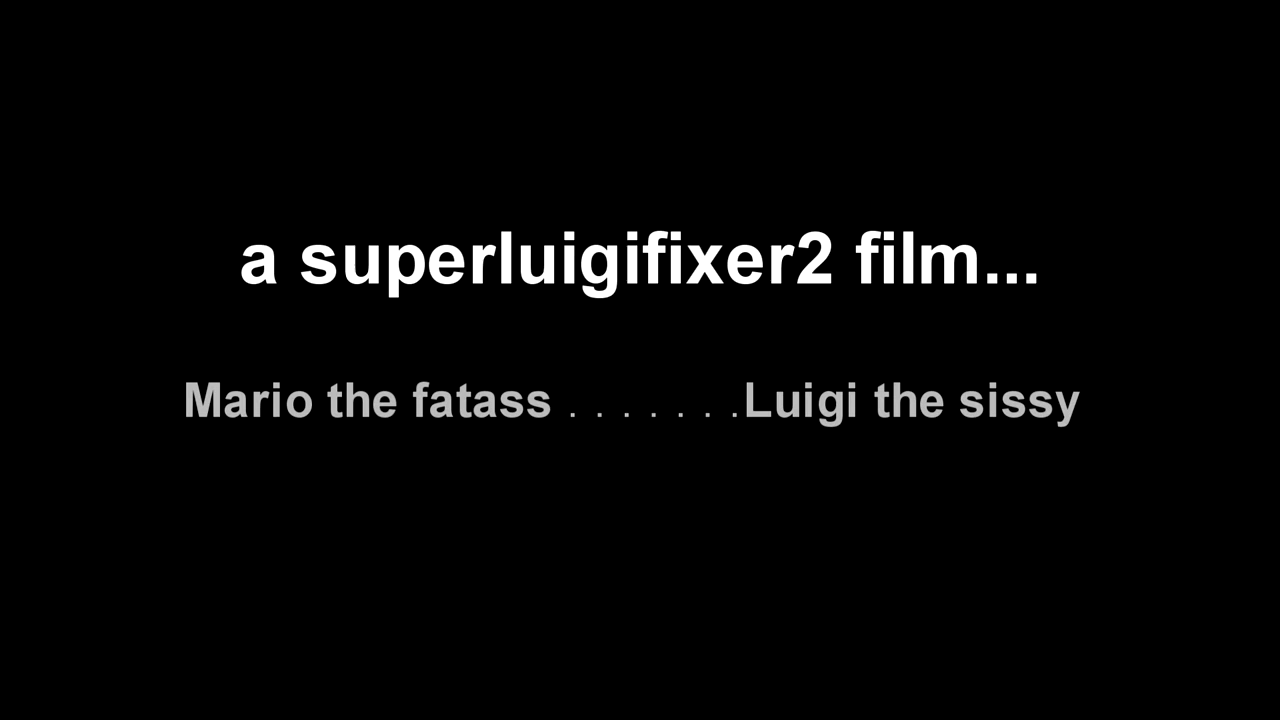 a superluigifixer2 film...
Mario the fatass . . . . . . .Luigi the sissy